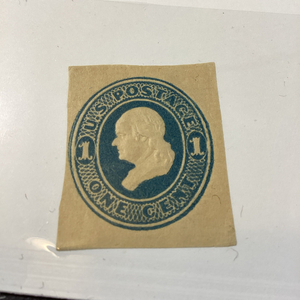 U.S. POSTAGE
1 1
ONE CENT